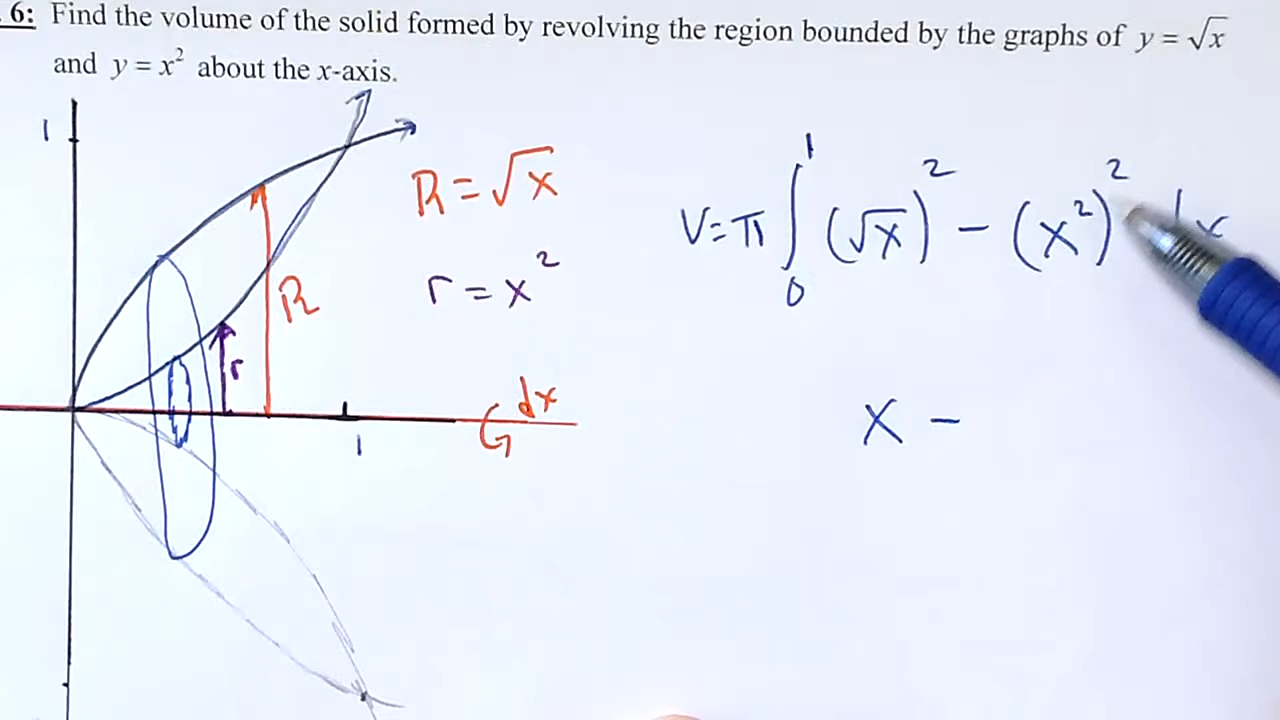 6: Find the volume of the solid formed by revolving the region bounded by the graphs of y = √x
and y = x² about the x-axis.
1
R = √x
V = π ∫₀¹ (√x)² − (x²)² dx
r = x²
R
r
dx
1
x −